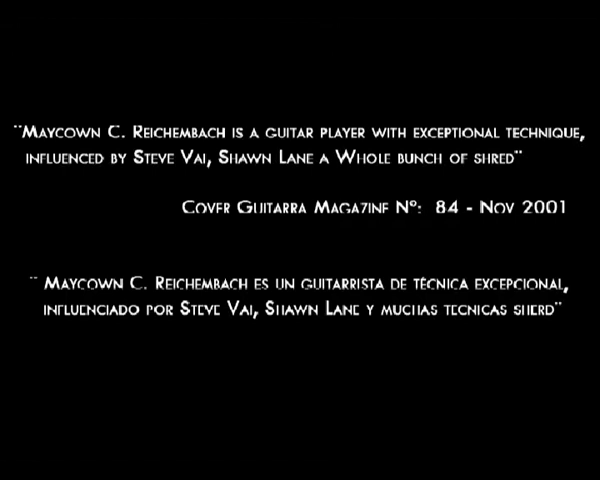 ¨Maycown C. Reichembach is a guitar player with exceptional technique,
influenced by Steve Vai, Shawn Lane a Whole bunch of shred¨
Cover Guitarra Magazine Nº: 84 - Nov 2001
¨ Maycown C. Reichembach es un guitarrista de técnica excepcional,
influenciado por Steve Vai, Shawn Lane y muchas tecnicas sherd¨